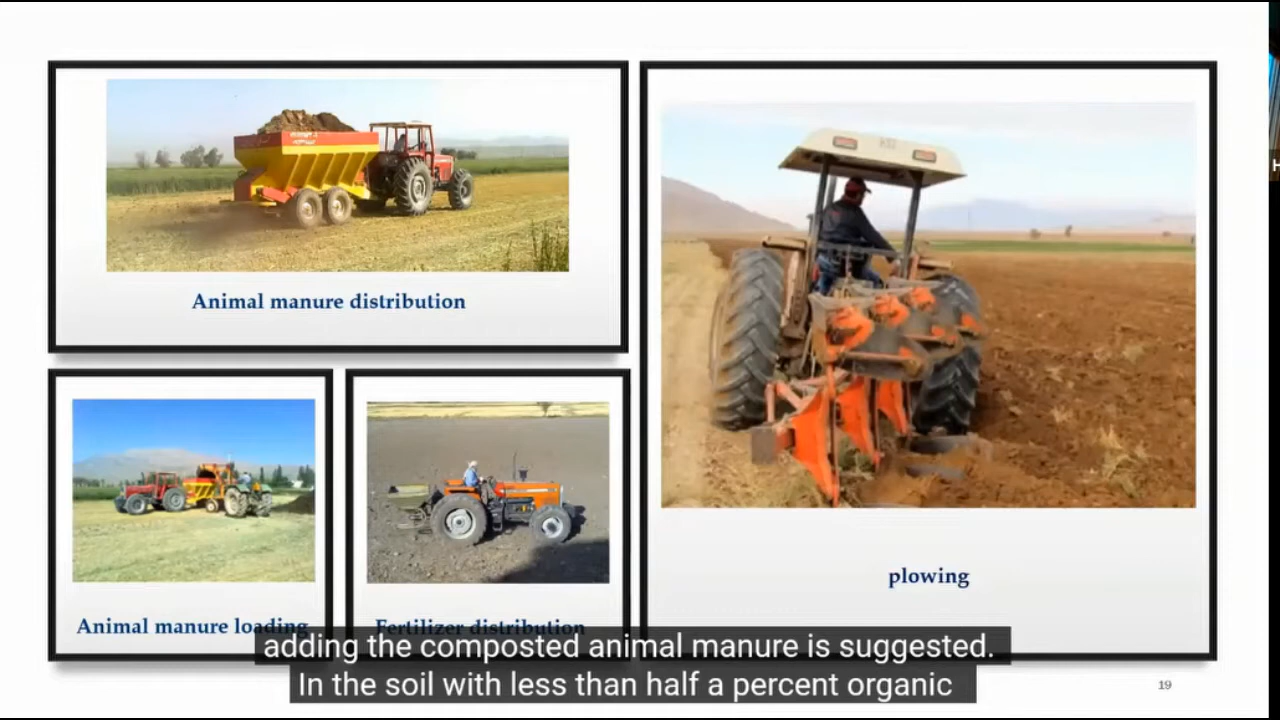 Animal manure distribution
Animal manure loading
Fertilizer distribution
plowing
adding the composted animal manure is suggested.
In the soil with less than half a percent organic
19
H